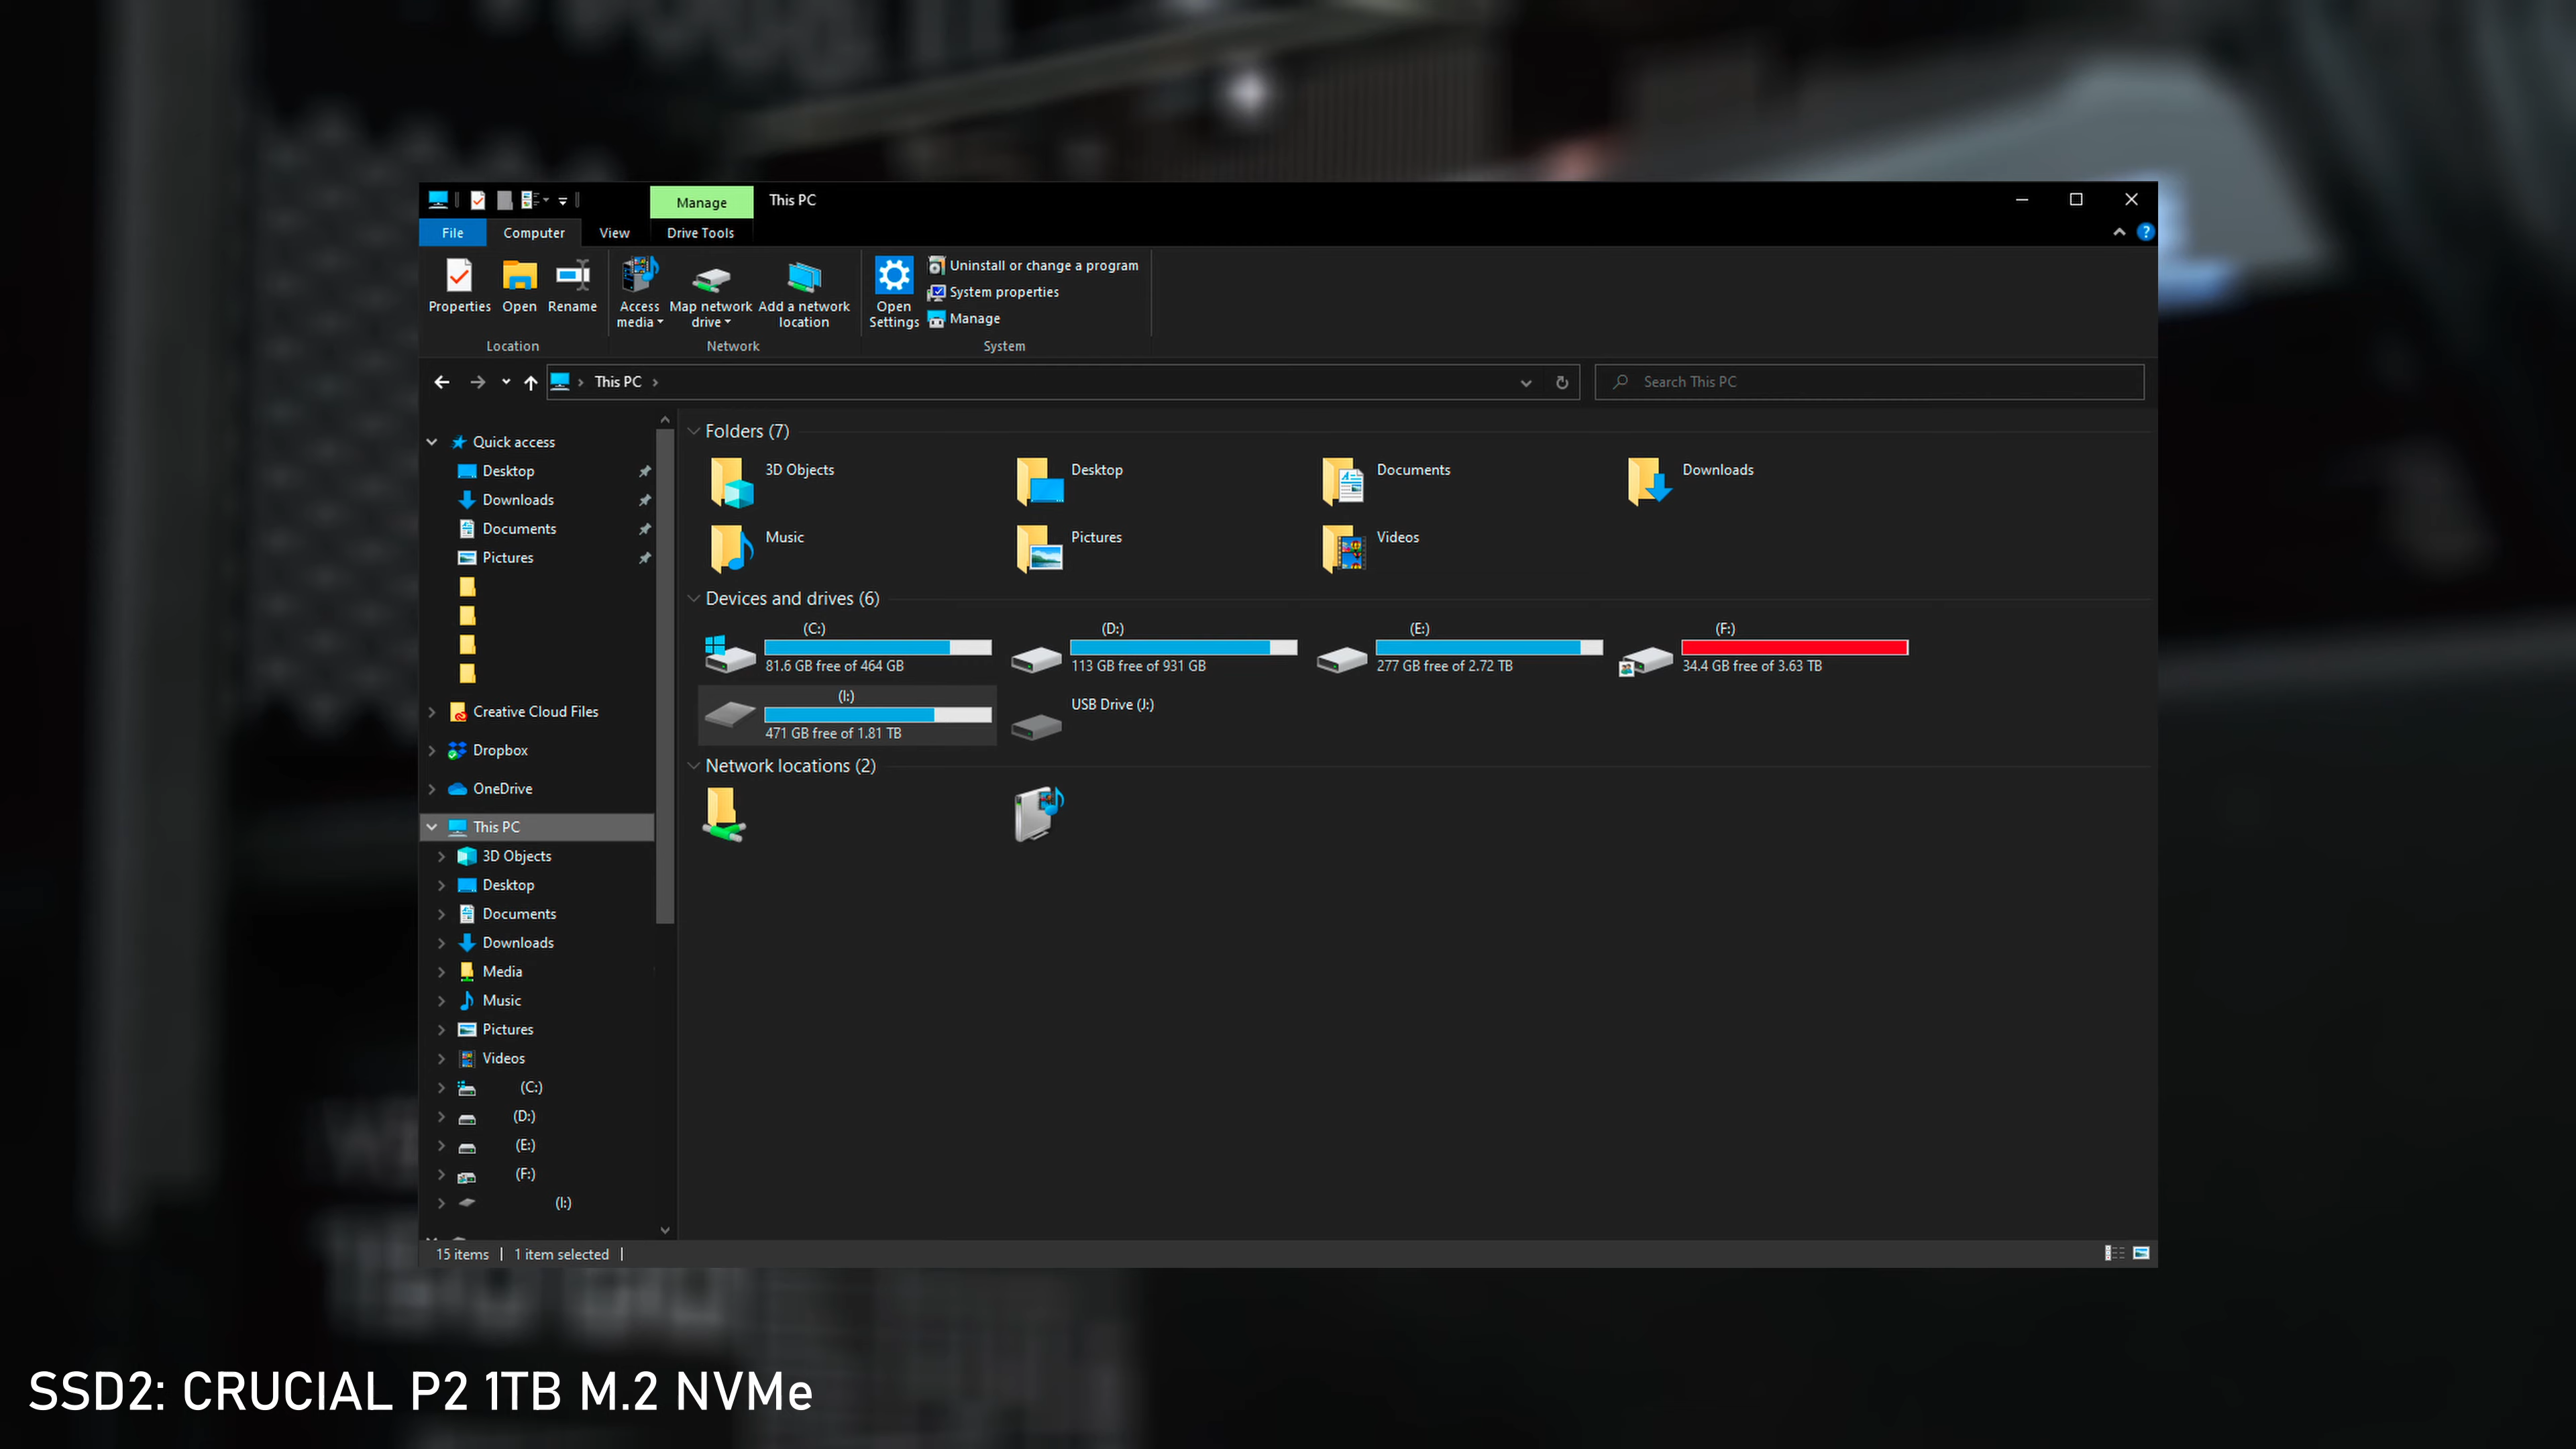 Manage
This PC
File
Computer
View
Drive Tools
?
Properties
Open
Rename
Access media
Map network drive
Add a network location
Open Settings
Uninstall or change a program
System properties
Manage
Location
Network
System
This PC
Search This PC
Quick access
Desktop
Downloads
Documents
Pictures
Creative Cloud Files
Dropbox
OneDrive
This PC
3D Objects
Desktop
Documents
Downloads
Media
Music
Pictures
Videos
(C:)
(D:)
(E:)
(F:)
(I:)
Folders (7)
3D Objects
Desktop
Documents
Downloads
Music
Pictures
Videos
Devices and drives (6)
(C:)
81.6 GB free of 464 GB
(D:)
113 GB free of 931 GB
(E:)
277 GB free of 2.72 TB
(F:)
34.4 GB free of 3.63 TB
(I:)
471 GB free of 1.81 TB
USB Drive (J:)
Network locations (2)
15 items
1 item selected
SSD2: CRUCIAL P2 1TB M.2 NVMe